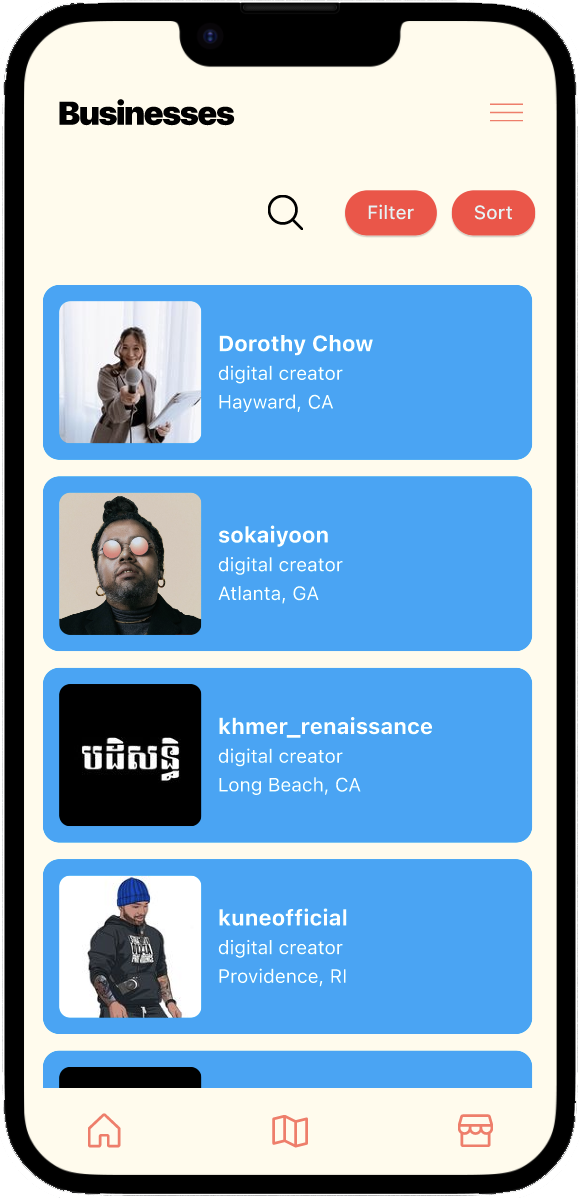 Businesses
Filter
Sort
Dorothy Chow
digital creator
Hayward, CA
sokaiyoon
digital creator
Atlanta, GA
បដិសន្ធិ
khmer_renaissance
digital creator
Long Beach, CA
kuneofficial
digital creator
Providence, RI